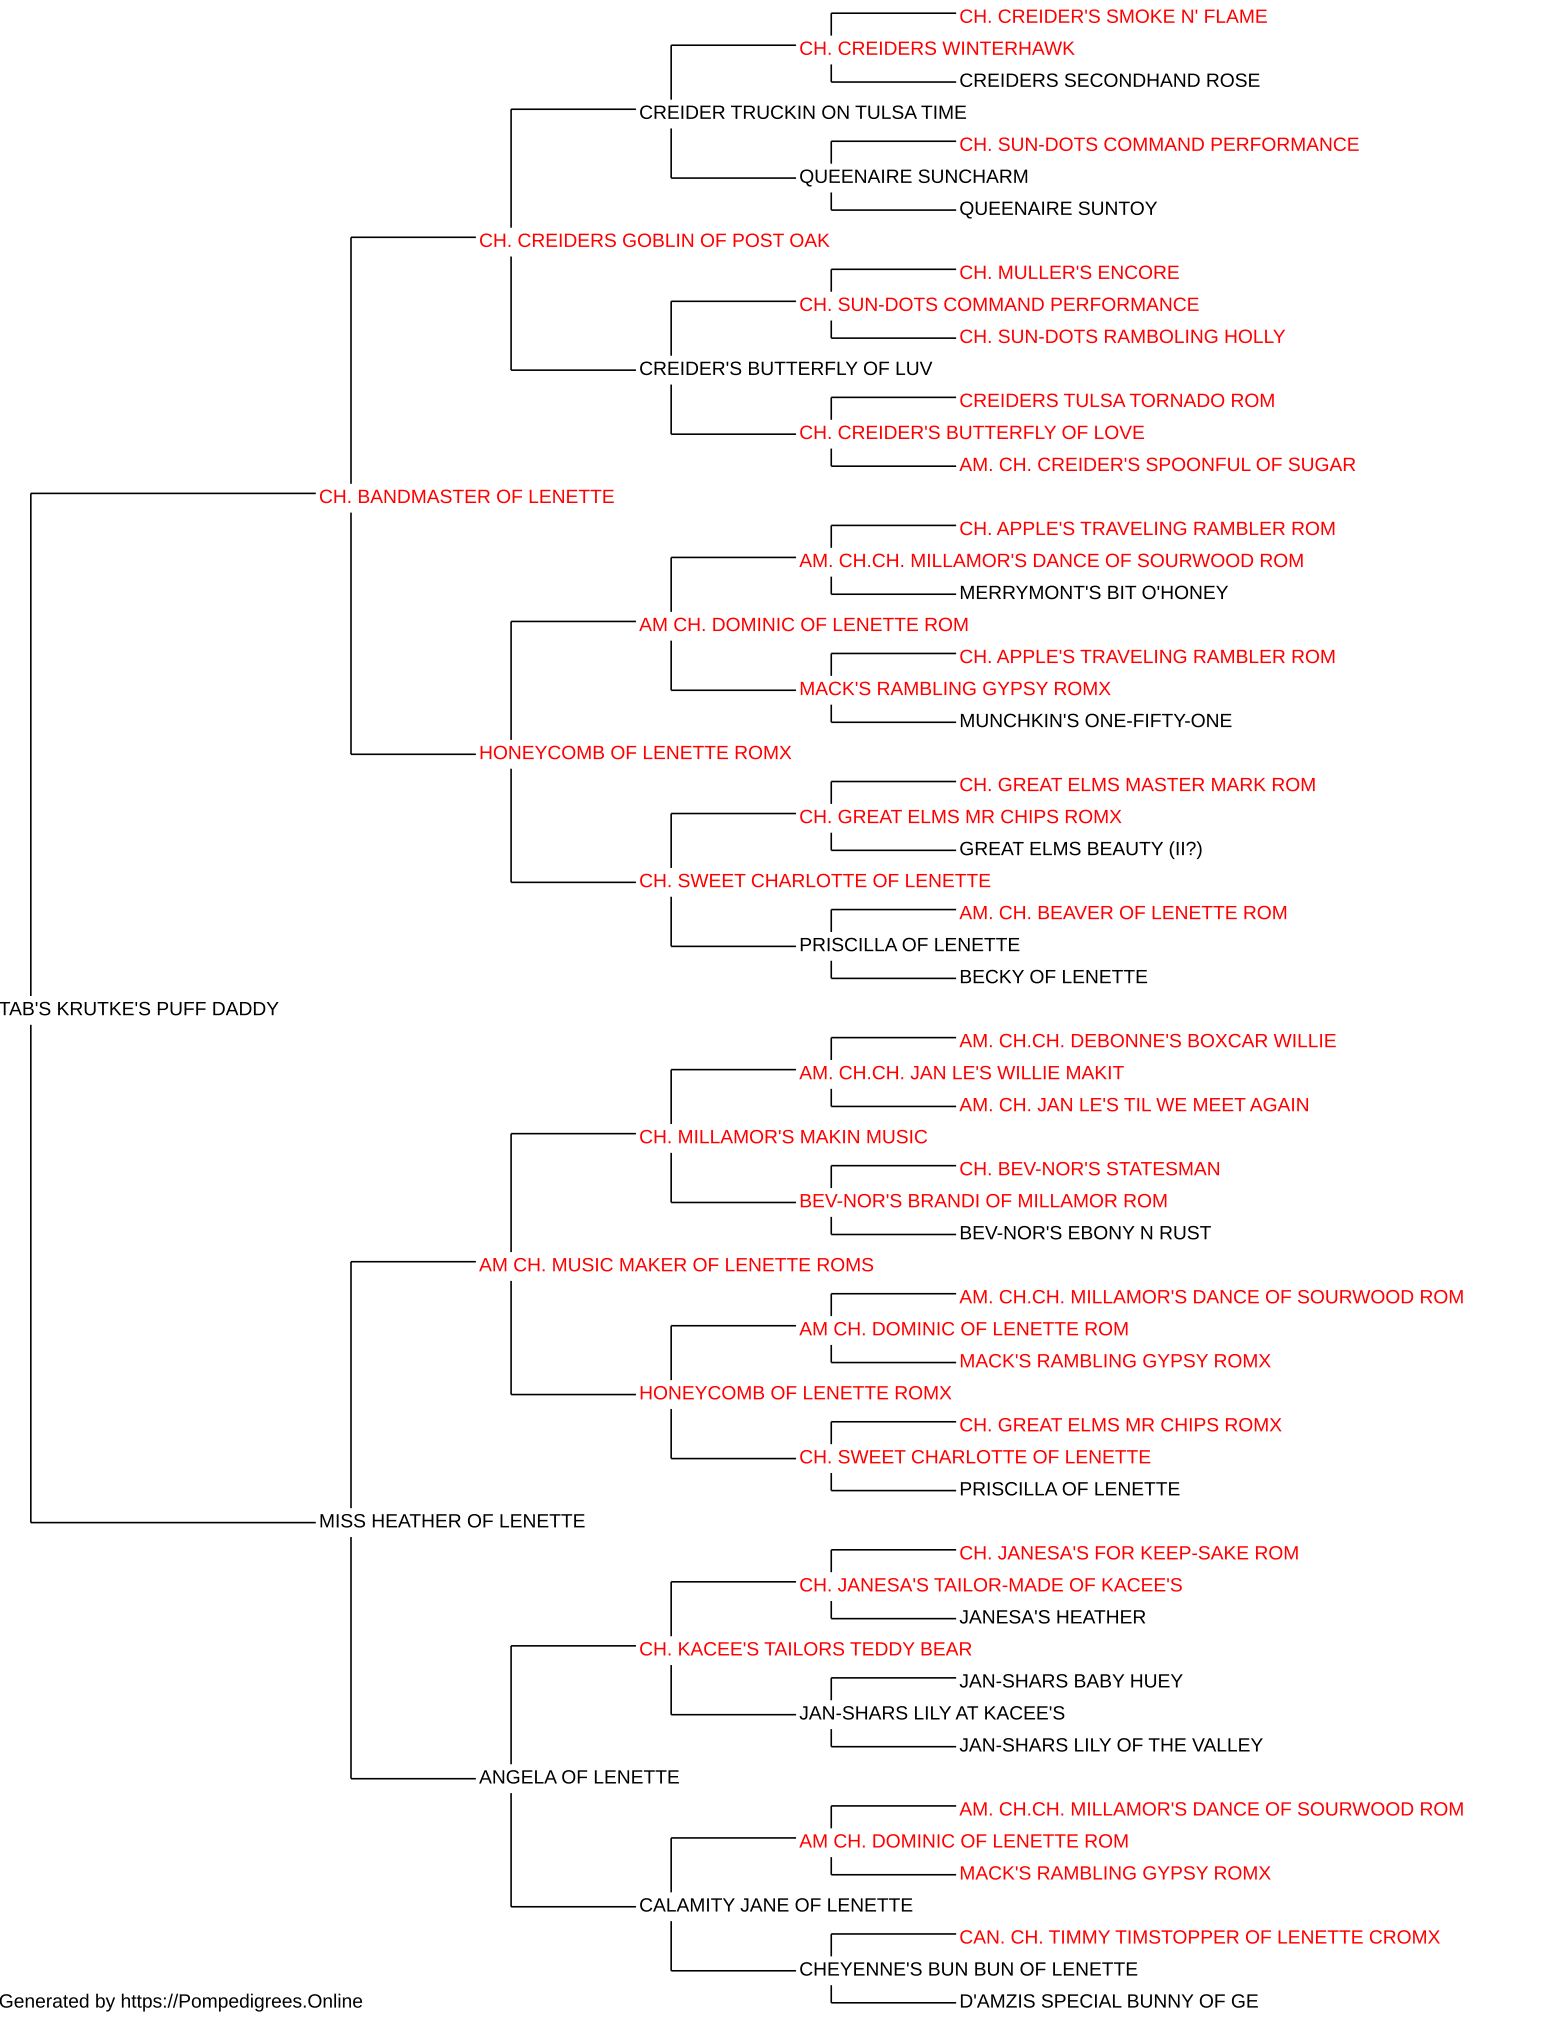 CH. CREIDER'S SMOKE N' FLAME
CH. CREIDERS WINTERHAWK
CREIDERS SECONDHAND ROSE
CREIDER TRUCKIN ON TULSA TIME
CH. SUN-DOTS COMMAND PERFORMANCE
QUEENAIRE SUNCHARM
QUEENAIRE SUNTOY
CH. CREIDERS GOBLIN OF POST OAK
CH. MULLER'S ENCORE
CH. SUN-DOTS COMMAND PERFORMANCE
CH. SUN-DOTS RAMBOLING HOLLY
CREIDER'S BUTTERFLY OF LUV
CREIDERS TULSA TORNADO ROM
CH. CREIDER'S BUTTERFLY OF LOVE
AM. CH. CREIDER'S SPOONFUL OF SUGAR
CH. BANDMASTER OF LENETTE
CH. APPLE'S TRAVELING RAMBLER ROM
AM. CH.CH. MILLAMOR'S DANCE OF SOURWOOD ROM
MERRYMONT'S BIT O'HONEY
AM CH. DOMINIC OF LENETTE ROM
CH. APPLE'S TRAVELING RAMBLER ROM
MACK'S RAMBLING GYPSY ROMX
MUNCHKIN'S ONE-FIFTY-ONE
HONEYCOMB OF LENETTE ROMX
CH. GREAT ELMS MASTER MARK ROM
CH. GREAT ELMS MR CHIPS ROMX
GREAT ELMS BEAUTY (II?)
CH. SWEET CHARLOTTE OF LENETTE
AM. CH. BEAVER OF LENETTE ROM
PRISCILLA OF LENETTE
BECKY OF LENETTE
TAB'S KRUTKE'S PUFF DADDY
AM. CH.CH. DEBONNE'S BOXCAR WILLIE
AM. CH.CH. JAN LE'S WILLIE MAKIT
AM. CH. JAN LE'S TIL WE MEET AGAIN
CH. MILLAMOR'S MAKIN MUSIC
CH. BEV-NOR'S STATESMAN
BEV-NOR'S BRANDI OF MILLAMOR ROM
BEV-NOR'S EBONY N RUST
AM CH. MUSIC MAKER OF LENETTE ROMS
AM. CH.CH. MILLAMOR'S DANCE OF SOURWOOD ROM
AM CH. DOMINIC OF LENETTE ROM
MACK'S RAMBLING GYPSY ROMX
HONEYCOMB OF LENETTE ROMX
CH. GREAT ELMS MR CHIPS ROMX
CH. SWEET CHARLOTTE OF LENETTE
PRISCILLA OF LENETTE
MISS HEATHER OF LENETTE
CH. JANESA'S FOR KEEP-SAKE ROM
CH. JANESA'S TAILOR-MADE OF KACEE'S
JANESA'S HEATHER
CH. KACEE'S TAILORS TEDDY BEAR
JAN-SHARS BABY HUEY
JAN-SHARS LILY AT KACEE'S
JAN-SHARS LILY OF THE VALLEY
ANGELA OF LENETTE
AM. CH.CH. MILLAMOR'S DANCE OF SOURWOOD ROM
AM CH. DOMINIC OF LENETTE ROM
MACK'S RAMBLING GYPSY ROMX
CALAMITY JANE OF LENETTE
CAN. CH. TIMMY TIMSTOPPER OF LENETTE CROMX
CHEYENNE'S BUN BUN OF LENETTE
D'AMZIS SPECIAL BUNNY OF GE
Generated by https://Pompedigrees.Online